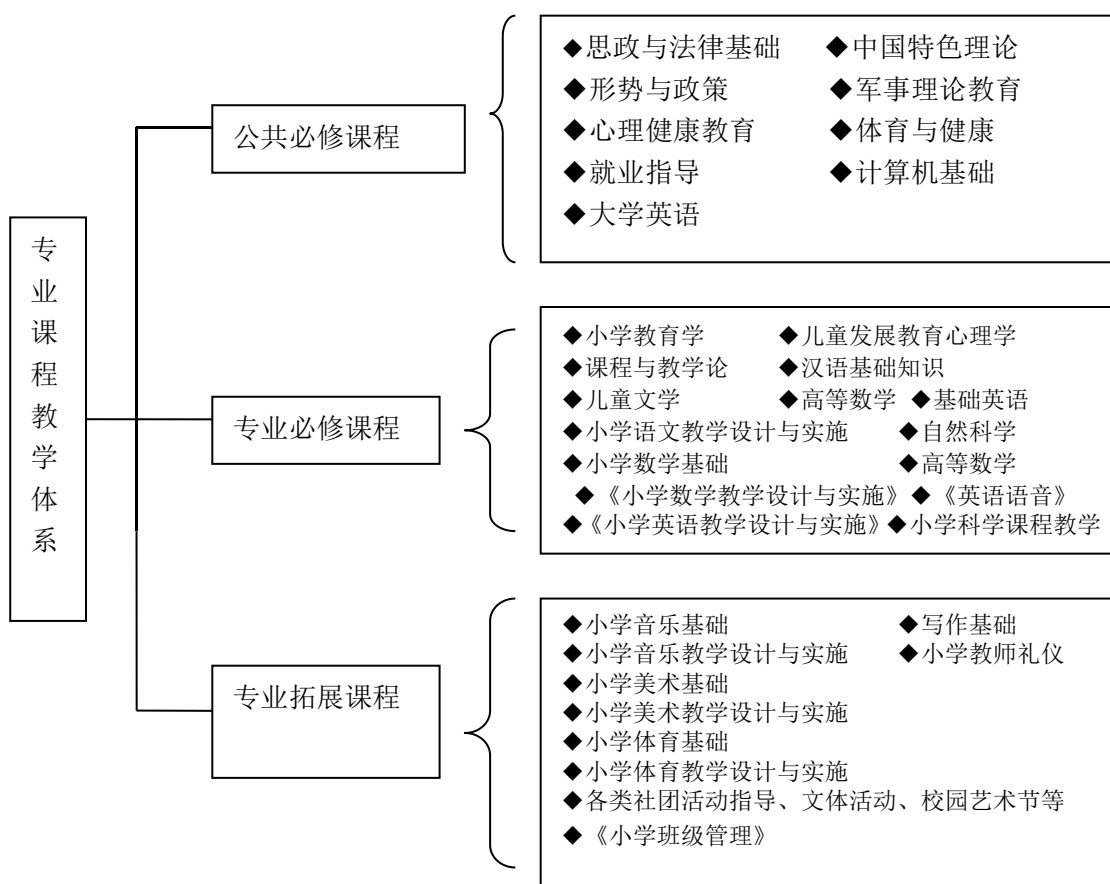 专业课程教学体系
公共必修课程
◆思政与法律基础 ◆中国特色理论
◆形势与政策 ◆军事理论教育
◆心理健康教育 ◆体育与健康
◆就业指导 ◆计算机基础
◆大学英语
专业必修课程
◆小学教育学 ◆儿童发展教育心理学
◆课程与教学论 ◆汉语基础知识
◆儿童文学 ◆高等数学 ◆基础英语
◆小学语文教学设计与实施 ◆自然科学
◆小学数学基础 ◆高等数学
◆《小学数学教学设计与实施》◆《英语语音》
◆《小学英语教学设计与实施》◆小学科学课程教学
专业拓展课程
◆小学音乐基础 ◆写作基础
◆小学音乐教学设计与实施 ◆小学教师礼仪
◆小学美术基础
◆小学美术教学设计与实施
◆小学体育基础
◆小学体育教学设计与实施
◆各类社团活动指导、文体活动、校园艺术节等
◆《小学班级管理》